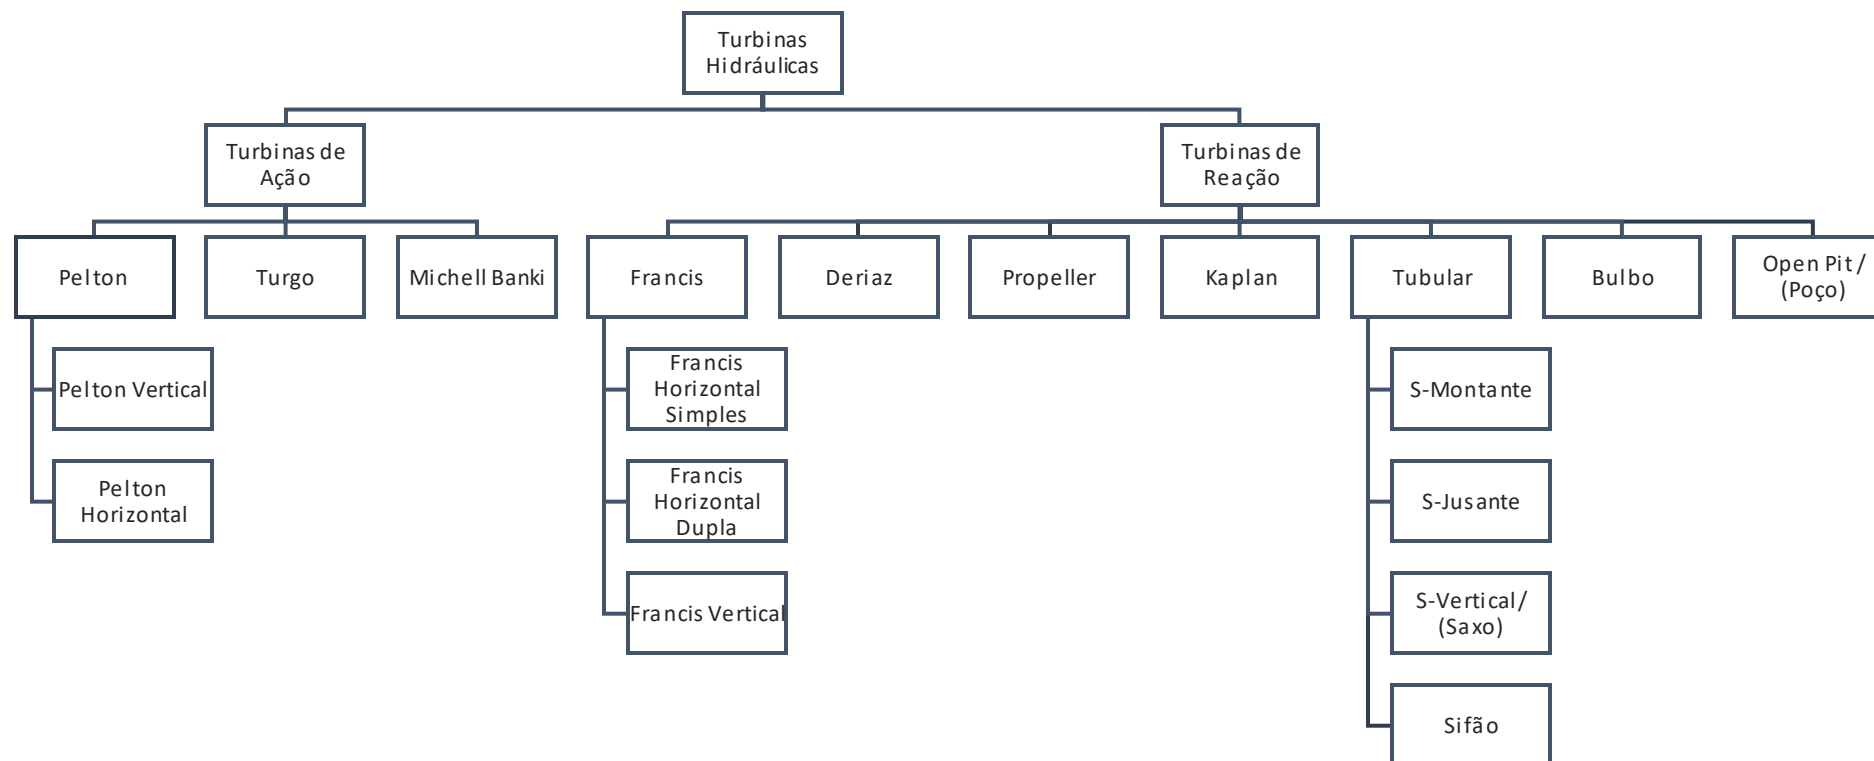 Turbinas
Hidráulicas
Turbinas de
Ação
Turbinas de
Reação
Pelton
Turgo
Michell Banki
Francis
Deriaz
Propeller
Kaplan
Tubular
Bulbo
Open Pit /
(Poço)
Pelton Vertical
Pelton
Horizontal
Francis
Horizontal
Simples
Francis
Horizontal
Dupla
Francis Vertical
S-Montante
S-Jusante
S-Vertical/
(Saxo)
Sifão